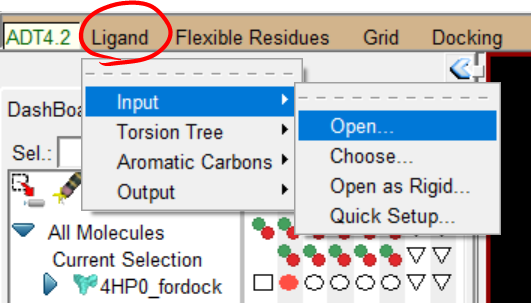 ADT4.2 Ligand Flexible Residues Grid Docking
Input
Torsion Tree
Aromatic Carbons
Output
Open...
Choose...
Open as Rigid...
Quick Setup...
Sel.:
All Molecules
Current Selection
4HP0_fordock